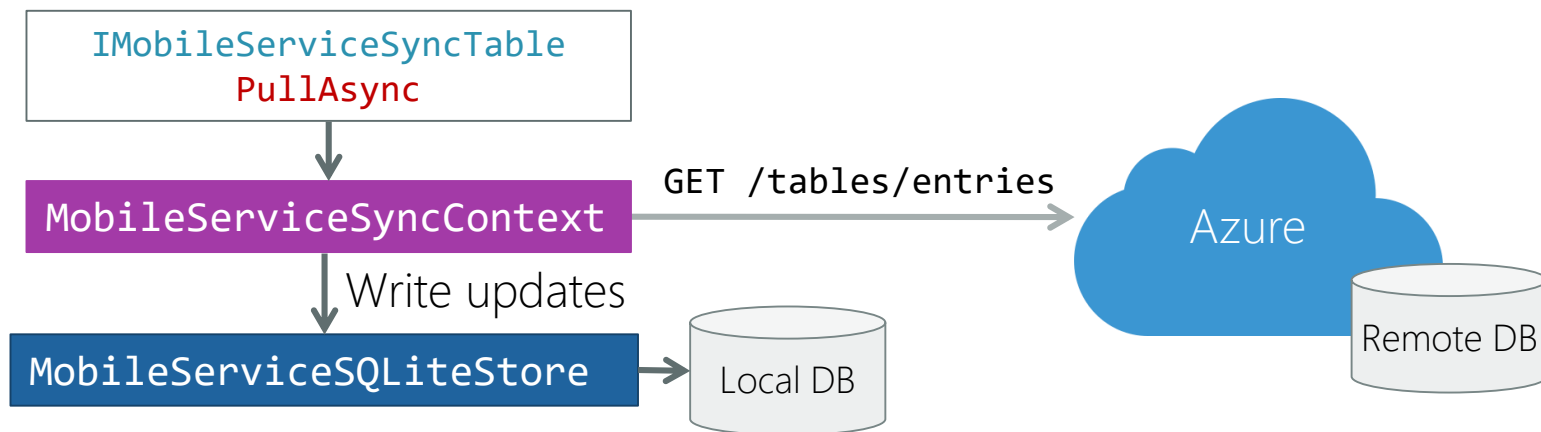 IMobileServiceSyncTable
PullAsync
MobileServiceSyncContext
GET /tables/entries
Azure
Write updates
MobileServiceSQLiteStore
Local DB
Remote DB